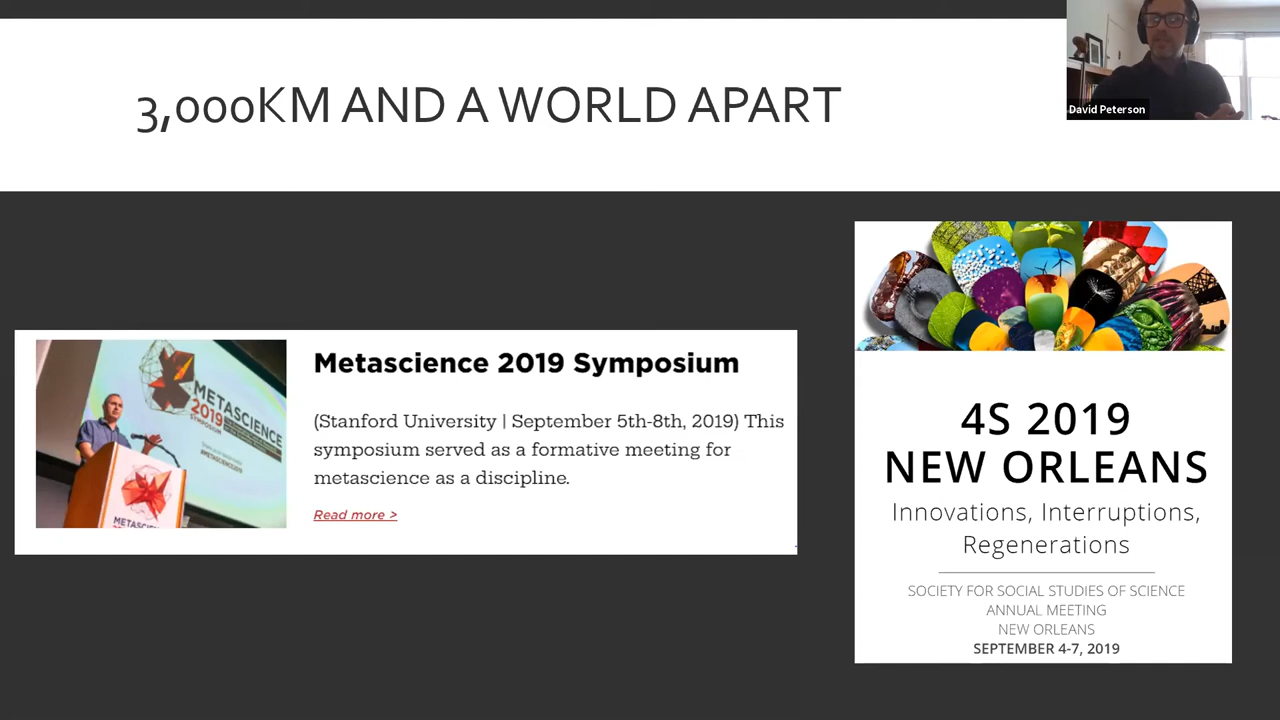 3,000KM AND A WORLD APART
David Peterson
METASCIENCE
2019
SYMPOSIUM
Metascience 2019 Symposium
(Stanford University | September 5th-8th, 2019) This
symposium served as a formative meeting for
metascience as a discipline.
Read more >
4S 2019
NEW ORLEANS
Innovations, Interruptions,
Regenerations
SOCIETY FOR SOCIAL STUDIES OF SCIENCE
ANNUAL MEETING
NEW ORLEANS
SEPTEMBER 4-7, 2019